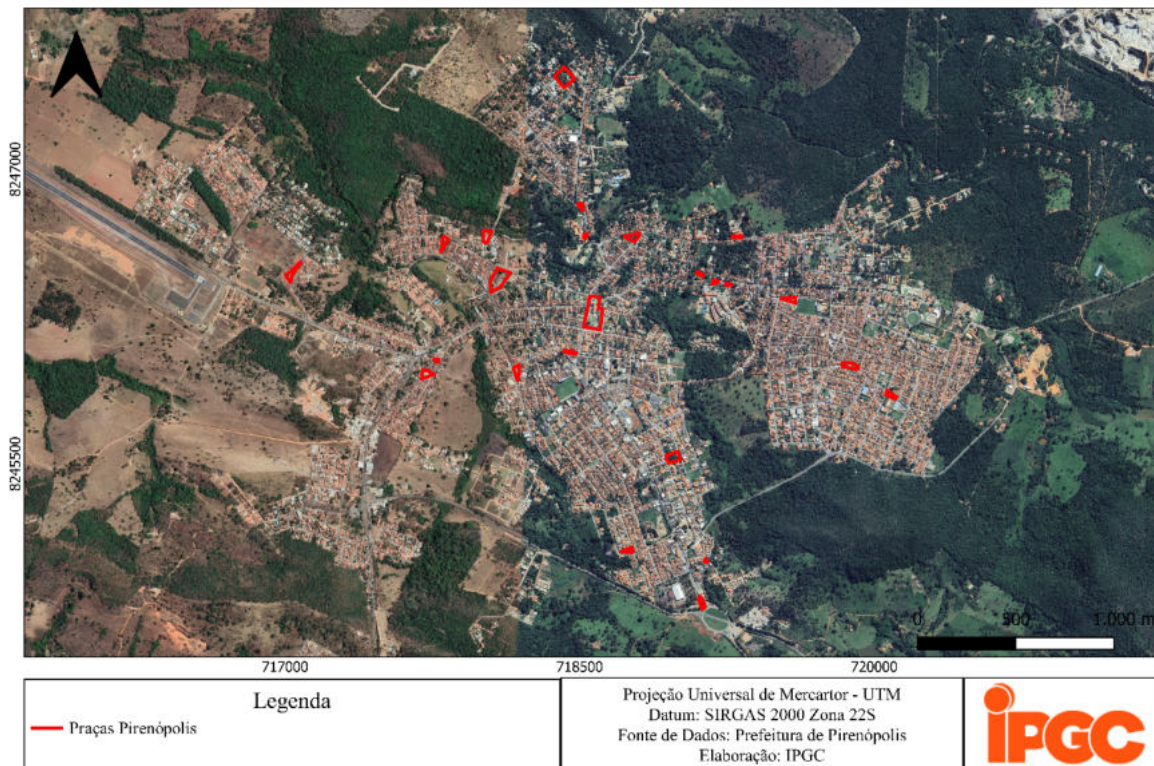 8247000
8245500
0 500 1.000 m
717000 718500 720000
Legenda
Praças Pirenópolis
Projeção Universal de Mercartor - UTM
Datum: SIRGAS 2000 Zona 22S
Fonte de Dados: Prefeitura de Pirenópolis
Elaboração: IPGC
iPGC